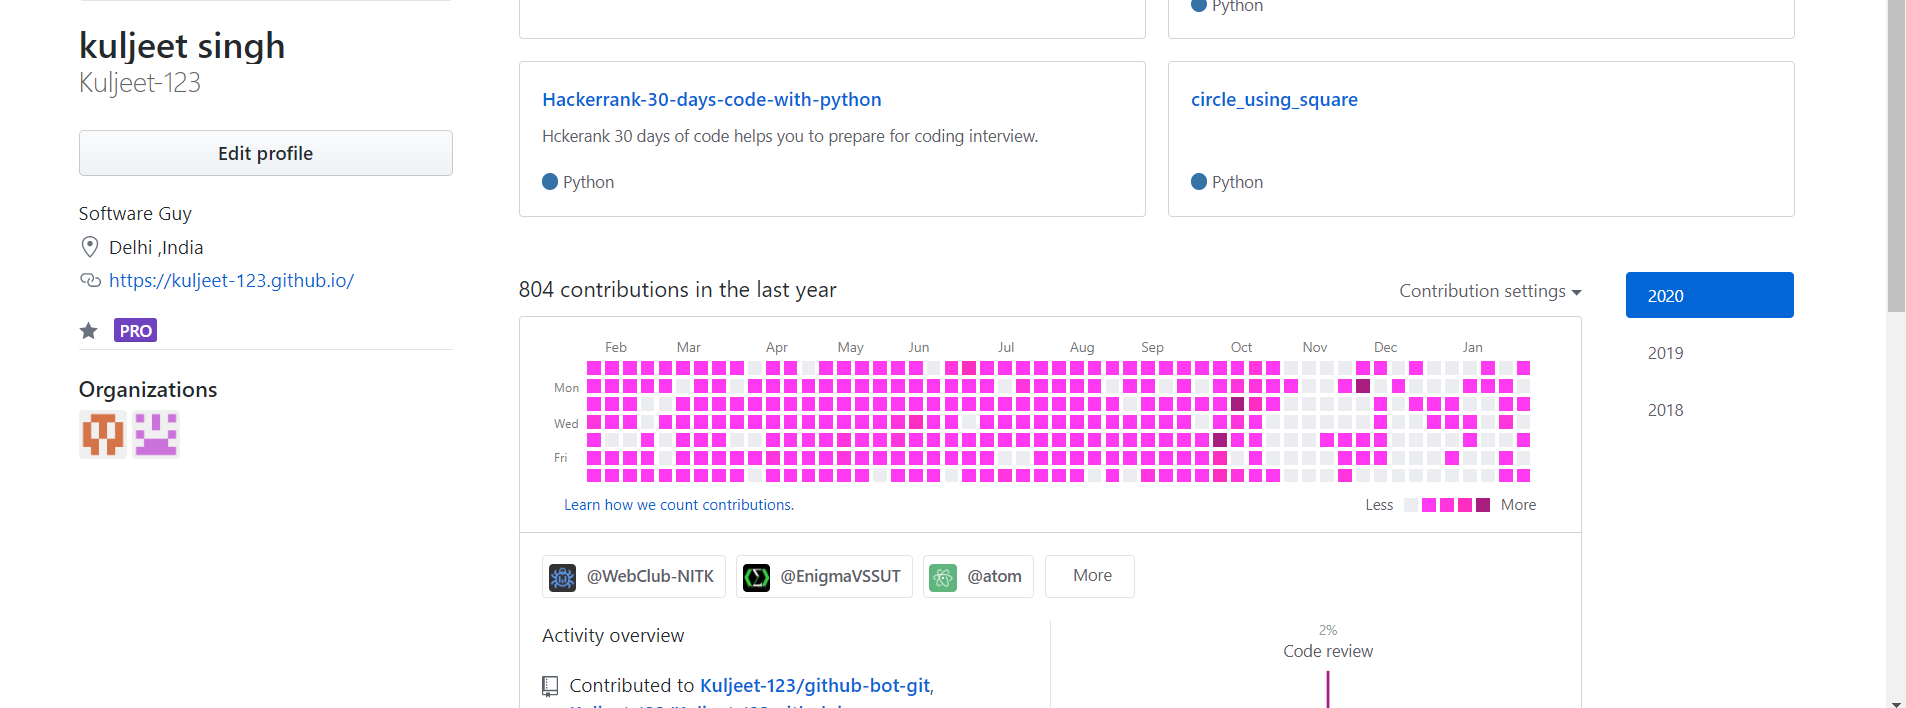 kuljeet singh
Kuljeet-123
Edit profile
Software Guy
Delhi ,India
https://kuljeet-123.github.io/
PRO
Organizations
Python
Hackerrank-30-days-code-with-python
Hckerank 30 days of code helps you to prepare for coding interview.
Python
circle_using_square
Python
804 contributions in the last year
Contribution settings
2020
2019
2018
Feb Mar Apr May Jun Jul Aug Sep Oct Nov Dec Jan
Mon
Wed
Fri
Learn how we count contributions.
Less More
@WebClub-NITK @EnigmaVSSUT @atom More
Activity overview
Contributed to Kuljeet-123/github-bot-git,
2%
Code review